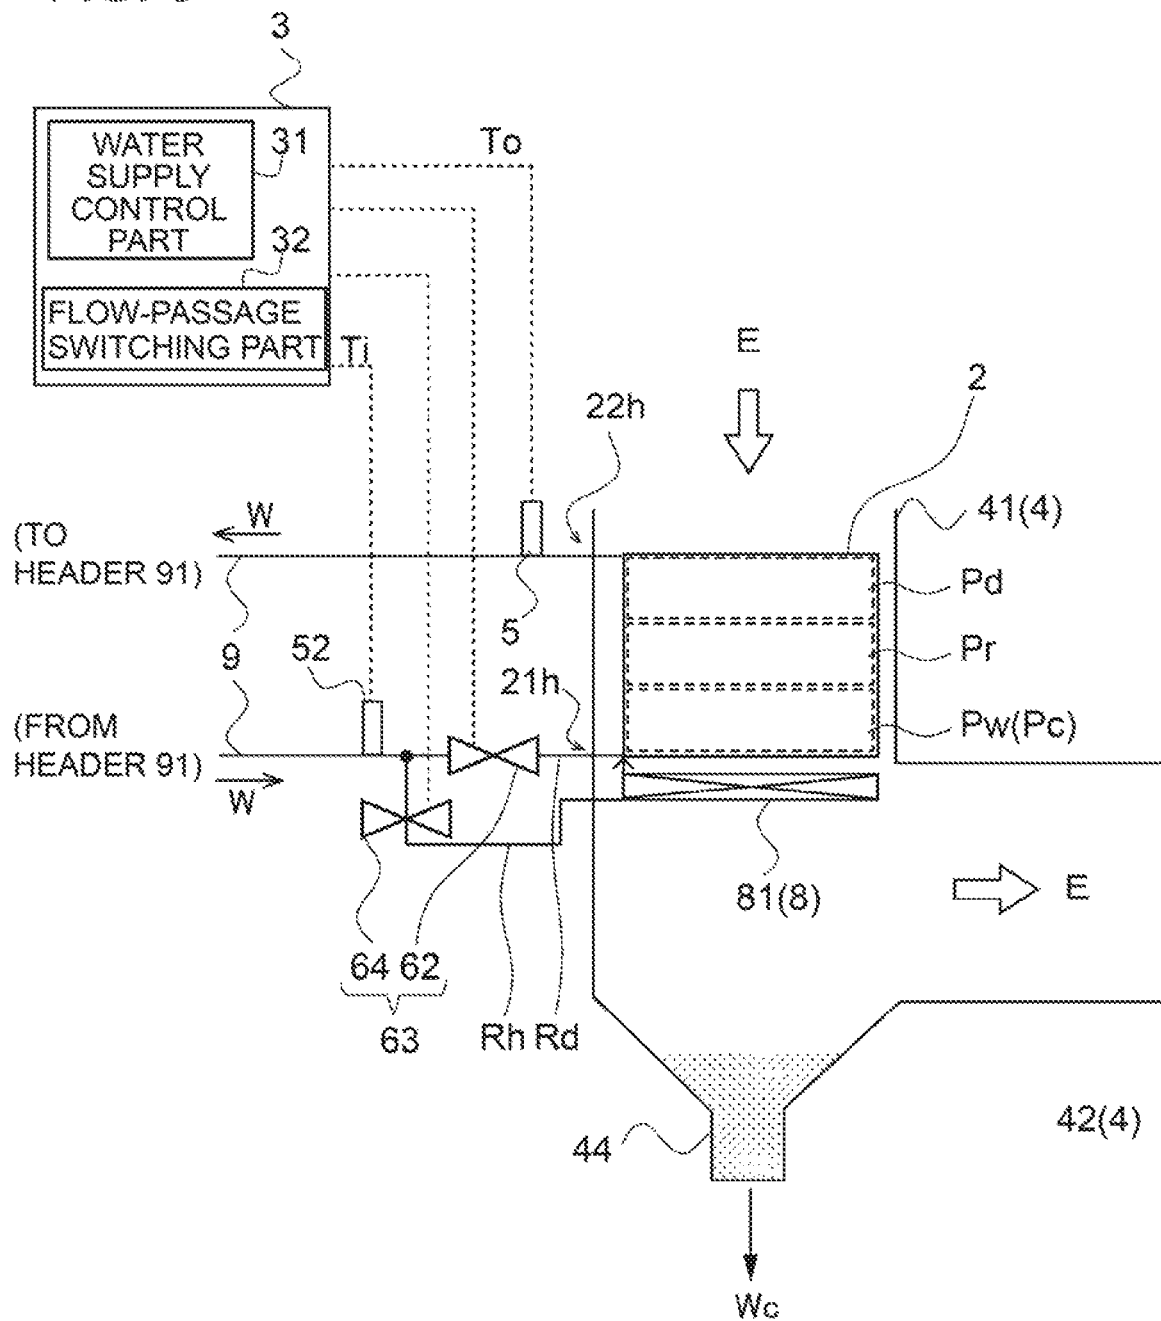 3
WATER
SUPPLY
CONTROL
PART
31
32
FLOW-PASSAGE
SWITCHING PART
To
Ti
E
2
22h
41(4)
W
(TO
HEADER 91)
Pd
5
9
52
Pr
21h
(FROM
HEADER 91)
Pw(Pc)
W
81(8)
E
64 62
63
Rh Rd
42(4)
44
Wc